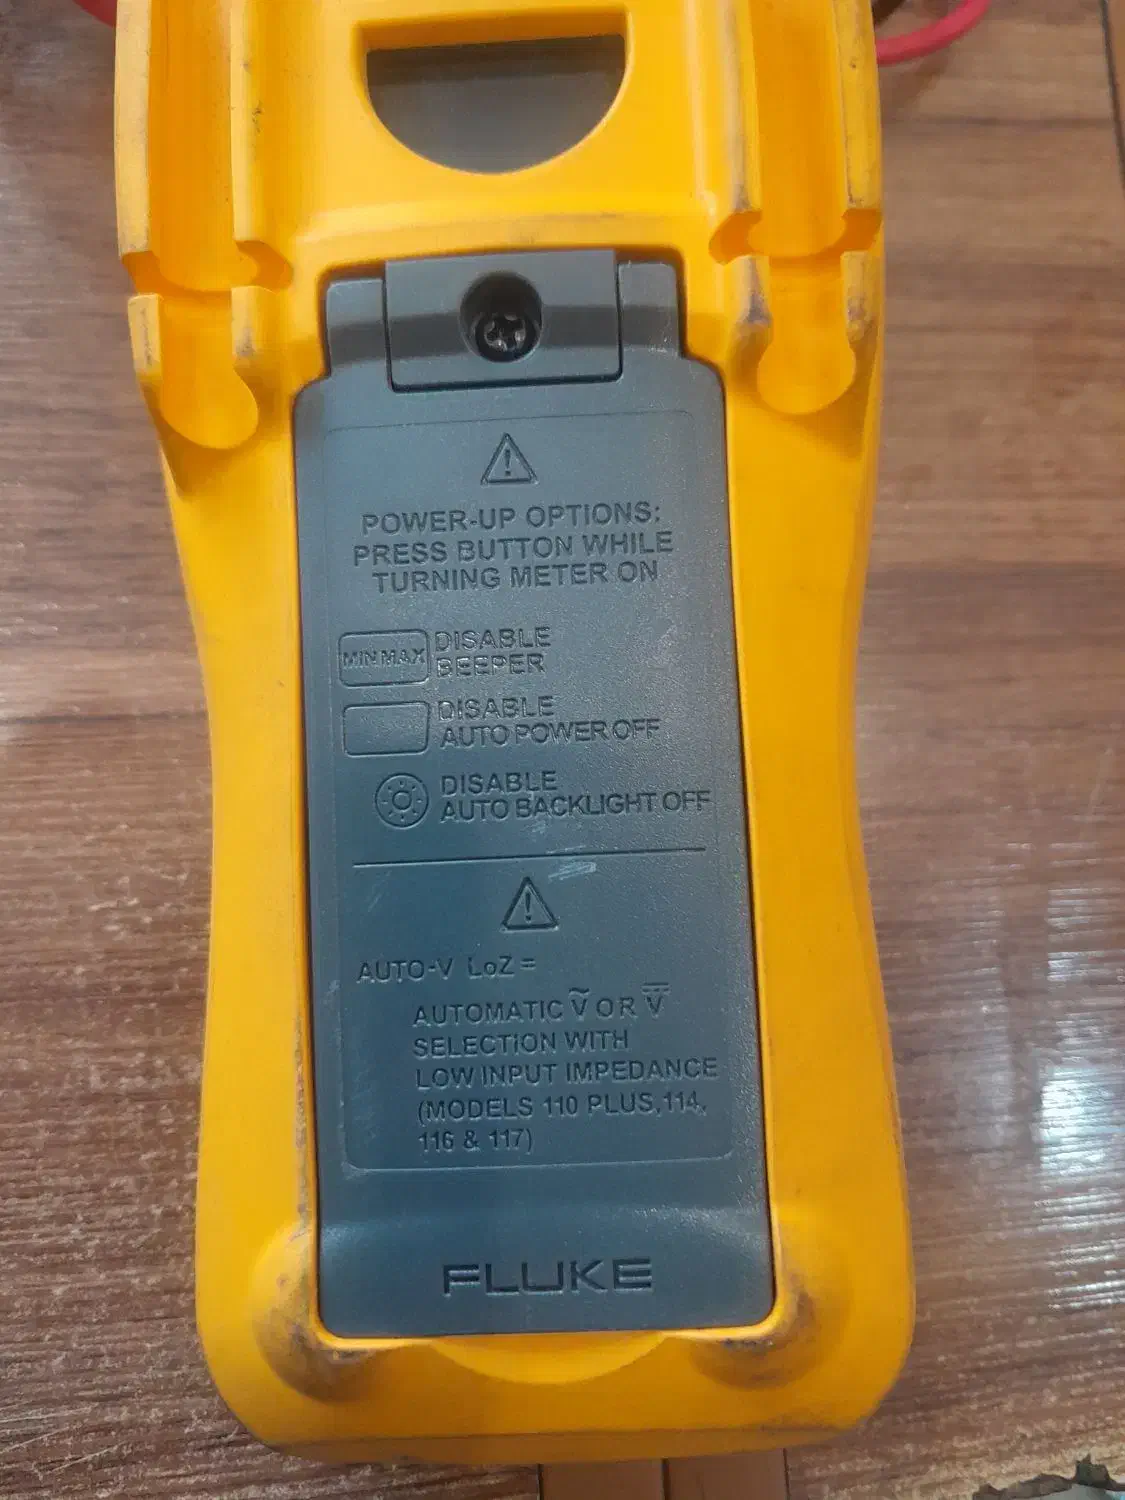 POWER-UP OPTIONS:
PRESS BUTTON WHILE
TURNING METER ON
MIN MAX DISABLE
BEEPER
DISABLE
AUTO POWER OFF
DISABLE
AUTO BACKLIGHT OFF
AUTO-V LoZ =
AUTOMATIC Ṽ OR V̅
SELECTION WITH
LOW INPUT IMPEDANCE
(MODELS 110 PLUS,114,
116 & 117)
FLUKE